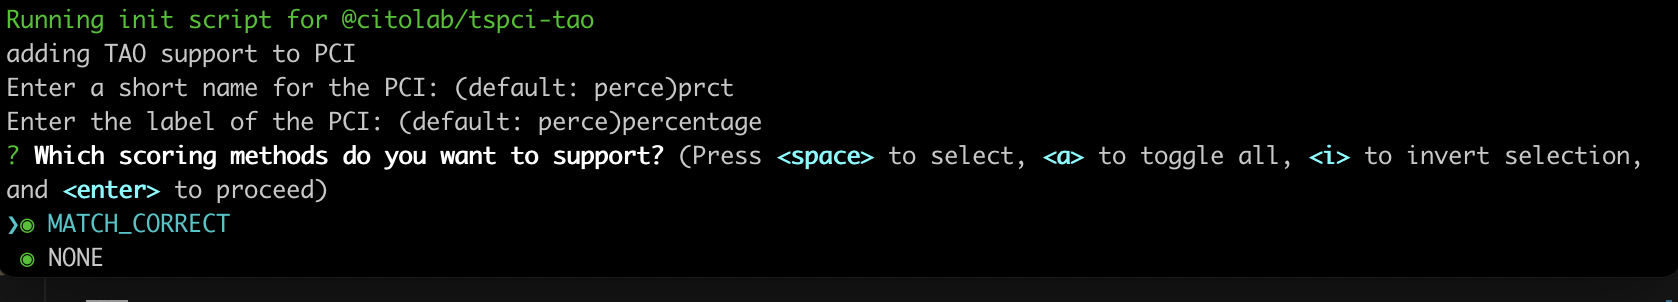 Running init script for @citolab/tspci-tao
adding TAO support to PCI
Enter a short name for the PCI: (default: perce)prct
Enter the label of the PCI: (default: perce)percentage
? Which scoring methods do you want to support? (Press <space> to select, <a> to toggle all, <i> to invert selection,
and <enter> to proceed)
❯◉ MATCH_CORRECT
◉ NONE